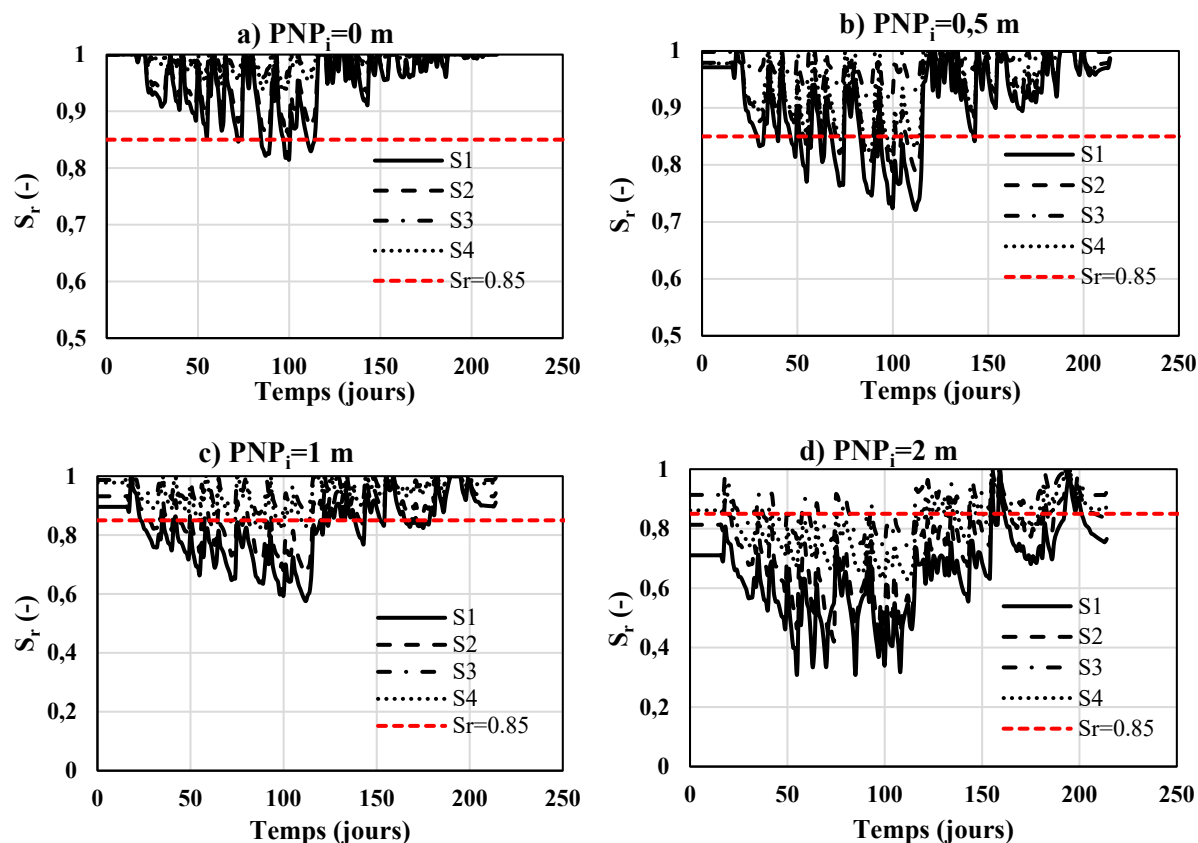 a) PNPi=0 m
1
0,9
0,8
0,7
0,6
0,5
Sr (-)
0
50
100
150
200
250
Temps (jours)
S1
S2
S3
S4
Sr=0.85
b) PNPi=0,5 m
1
0,9
0,8
0,7
0,6
0,5
Sr (-)
0
50
100
150
200
250
Temps (jours)
S1
S2
S3
S4
Sr=0.85
c) PNPi=1 m
1
0,8
0,6
0,4
0,2
0
Sr (-)
0
50
100
150
200
250
Temps (jours)
S1
S2
S3
S4
Sr=0.85
d) PNPi=2 m
1
0,8
0,6
0,4
0,2
0
Sr (-)
0
50
100
150
200
250
Temps (jours)
S1
S2
S3
S4
Sr=0.85